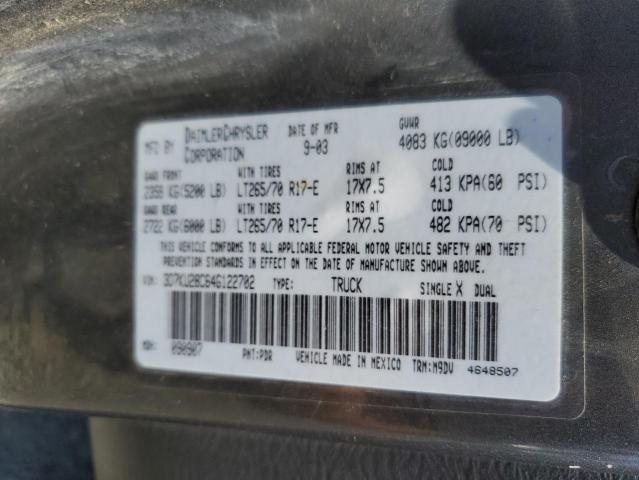 MFD BY DAIMLERCHRYSLER CORPORATION DATE OF MFR 9-03 GVWR 4083 KG(09000 LB)
GAWR FRONT WITH TIRES RIMS AT COLD
2359 KG(5200 LB) LT265/70 R17-E 17X7.5 413 KPA(60 PSI)
GAWR REAR WITH TIRES RIMS AT COLD
2722 KG(6000 LB) LT265/70 R17-E 17X7.5 482 KPA(70 PSI)
THIS VEHICLE CONFORMS TO ALL APPLICABLE FEDERAL MOTOR VEHICLE SAFETY AND THEFT
PREVENTION STANDARDS IN EFFECT ON THE DATE OF MANUFACTURE SHOWN ABOVE.
3D7KU28C64G122702 TYPE: TRUCK SINGLE X DUAL
MDH: 090907 PNT:PDR VEHICLE MADE IN MEXICO TRM:M9DV 4648507